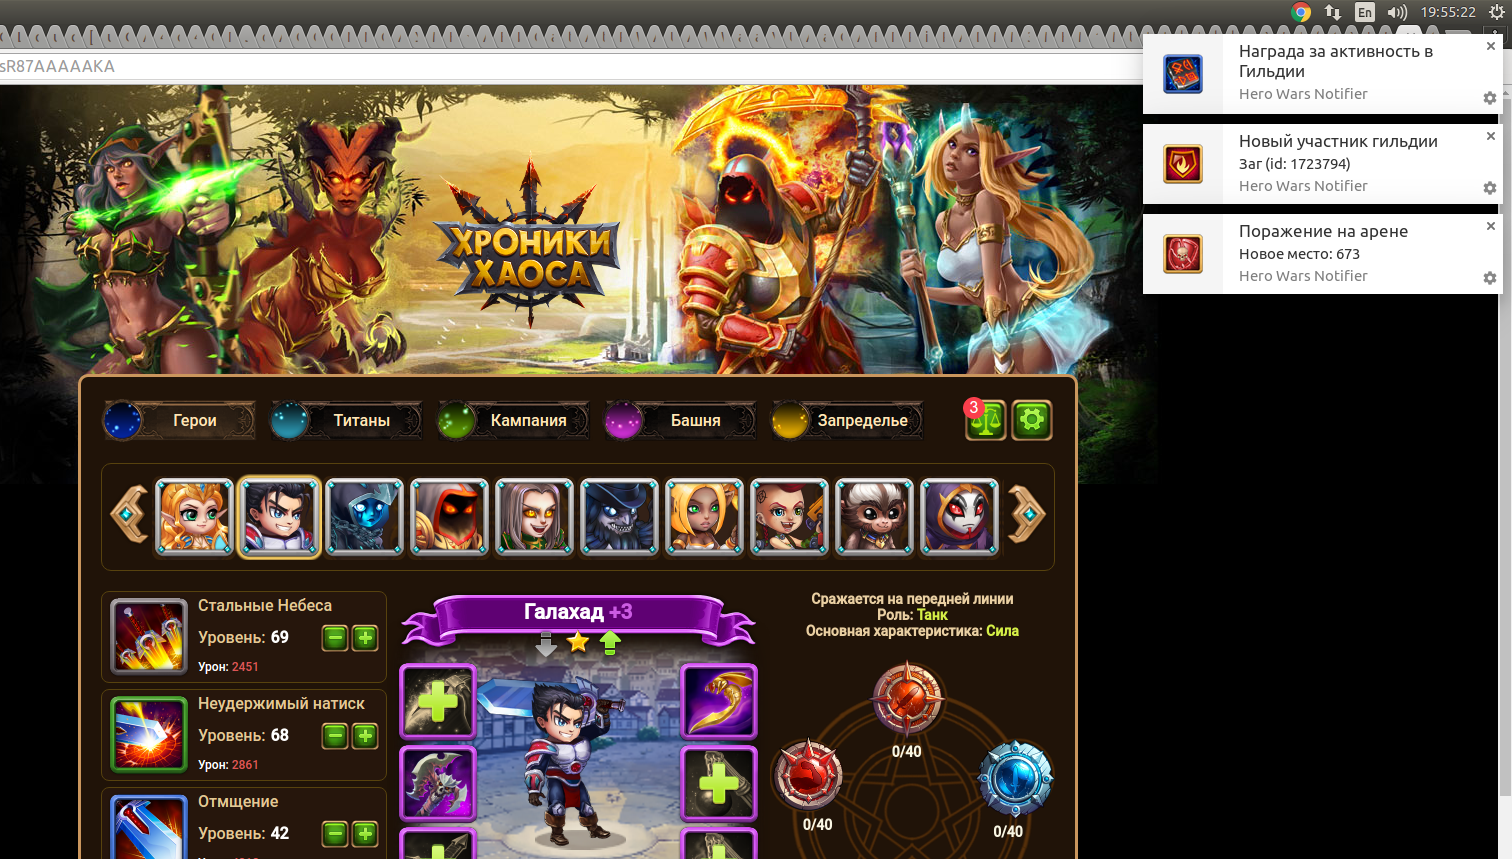 En
19:55:22
sR87AAAAAKA
Награда за активность в
Гильдии
Hero Wars Notifier
Новый участник гильдии
Заг (id: 1723794)
Hero Wars Notifier
Поражение на арене
Новое место: 673
Hero Wars Notifier
ХРОНИКИ
ХАОСА
Герои
Титаны
Кампания
Башня
Запределье
3
Стальные Небеса
Уровень: 69
Урон: 2451
Неудержимый натиск
Уровень: 68
Урон: 2861
Отмщение
Уровень: 42
Галахад +3
Сражается на передней линии
Роль: Танк
Основная характеристика: Сила
0/40
0/40
0/40